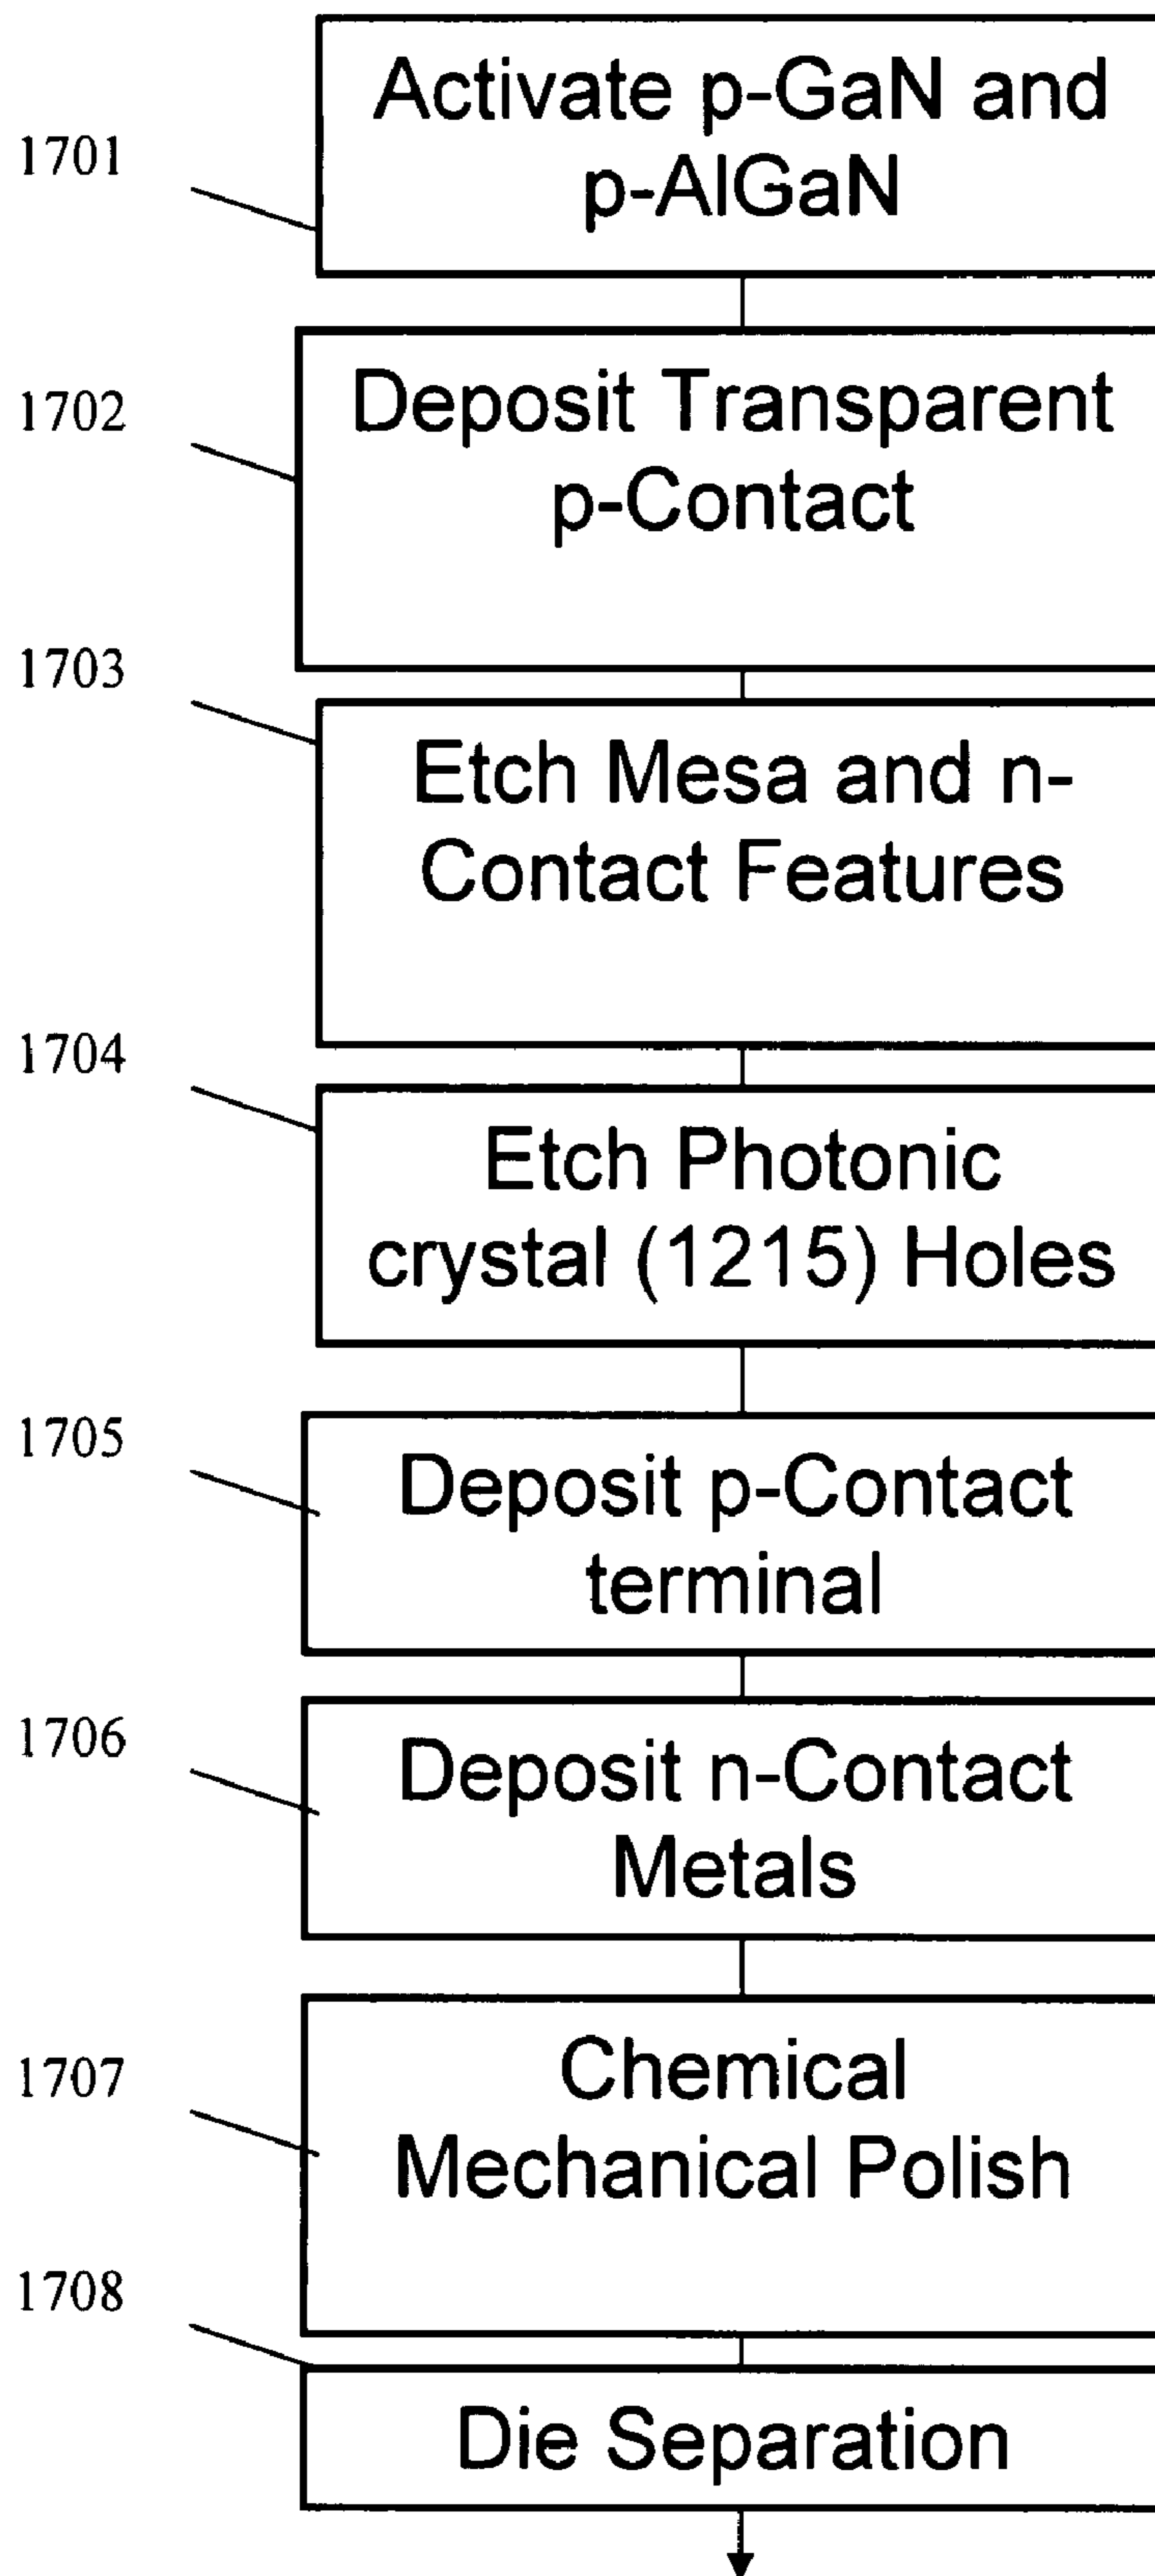 1701
Activate p-GaN and
p-AlGaN
1702
Deposit Transparent
p-Contact
1703
Etch Mesa and n-
Contact Features
1704
Etch Photonic
crystal (1215) Holes
1705
Deposit p-Contact
terminal
1706
Deposit n-Contact
Metals
1707
Chemical
Mechanical Polish
1708
Die Separation